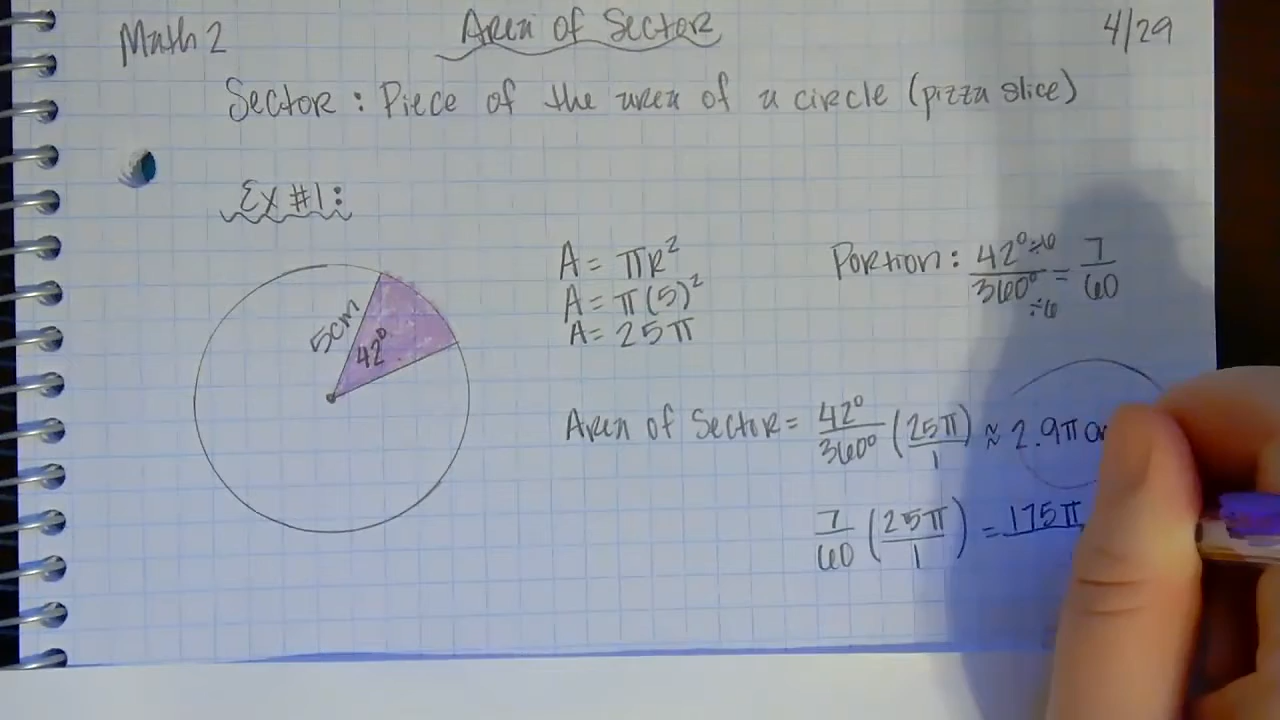 Math 2 Area of Sector 4/29
Sector: Piece of the area of a circle (pizza slice)
Ex #1:
A = πr²
A = π(5)²
A = 25π
Portion: 42°÷6 / 360°÷6 = 7/60
5cm
42°
Area of Sector = 42°/360° (25π/1) ≈ 2.9π
7/60 (25π/1) = 175π